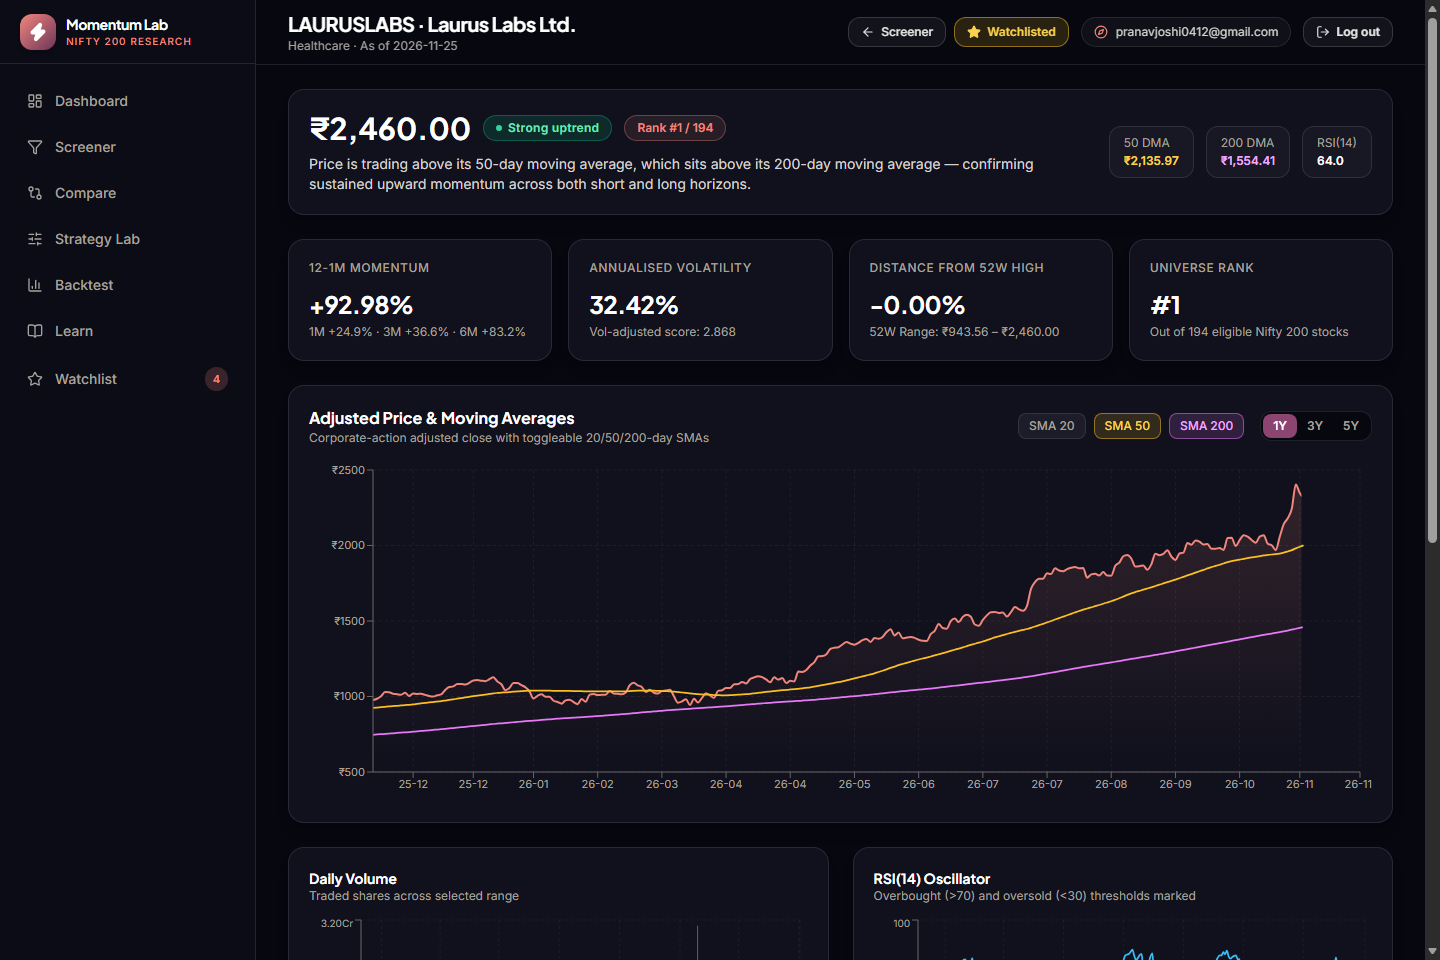 Momentum Lab
NIFTY 200 RESEARCH
Dashboard
Screener
Compare
Strategy Lab
Backtest
Learn
Watchlist
4
LAURUSLABS · Laurus Labs Ltd.
Healthcare · As of 2026-11-25
Screener
Watchlisted
pranavjoshi0412@gmail.com
Log out
₹2,460.00
Strong uptrend
Rank #1 / 194
Price is trading above its 50-day moving average, which sits above its 200-day moving average — confirming
sustained upward momentum across both short and long horizons.
50 DMA
₹2,135.97
200 DMA
₹1,554.41
RSI(14)
64.0
12-1M MOMENTUM
+92.98%
1M +24.9% · 3M +36.6% · 6M +83.2%
ANNUALISED VOLATILITY
32.42%
Vol-adjusted score: 2.868
DISTANCE FROM 52W HIGH
-0.00%
52W Range: ₹943.56 – ₹2,460.00
UNIVERSE RANK
#1
Out of 194 eligible Nifty 200 stocks
Adjusted Price & Moving Averages
Corporate-action adjusted close with toggleable 20/50/200-day SMAs
SMA 20
SMA 50
SMA 200
1Y
3Y
5Y
₹2500
₹2000
₹1500
₹1000
₹500
25-12
25-12
26-01
26-02
26-03
26-04
26-04
26-05
26-06
26-07
26-07
26-08
26-09
26-10
26-11
26-11
Daily Volume
Traded shares across selected range
3.20Cr
RSI(14) Oscillator
Overbought (>70) and oversold (<30) thresholds marked
100